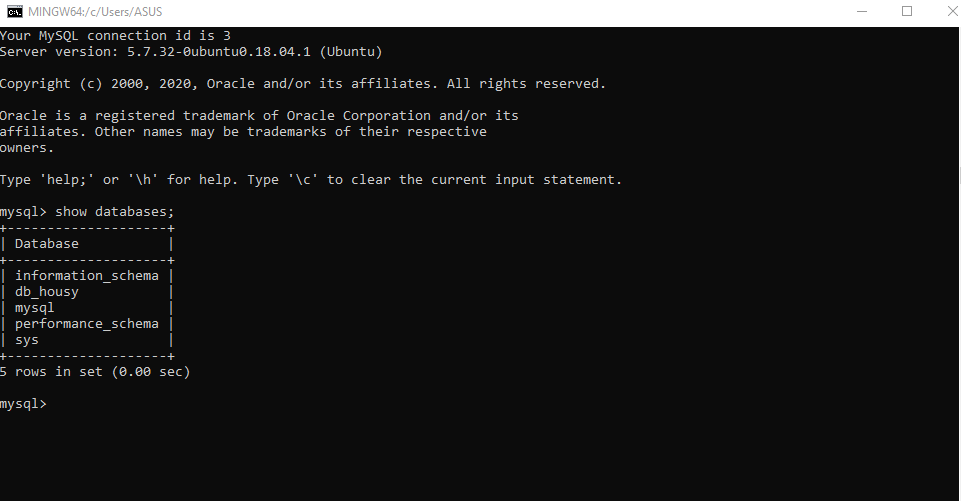 MINGW64:/c/Users/ASUS
Your MySQL connection id is 3
Server version: 5.7.32-0ubuntu0.18.04.1 (Ubuntu)
Copyright (c) 2000, 2020, Oracle and/or its affiliates. All rights reserved.
Oracle is a registered trademark of Oracle Corporation and/or its
affiliates. Other names may be trademarks of their respective
owners.
Type 'help;' or '\h' for help. Type '\c' to clear the current input statement.
mysql> show databases;
+--------------------+
| Database           |
+--------------------+
| information_schema |
| db_housy           |
| mysql              |
| performance_schema |
| sys                |
+--------------------+
5 rows in set (0.00 sec)
mysql>